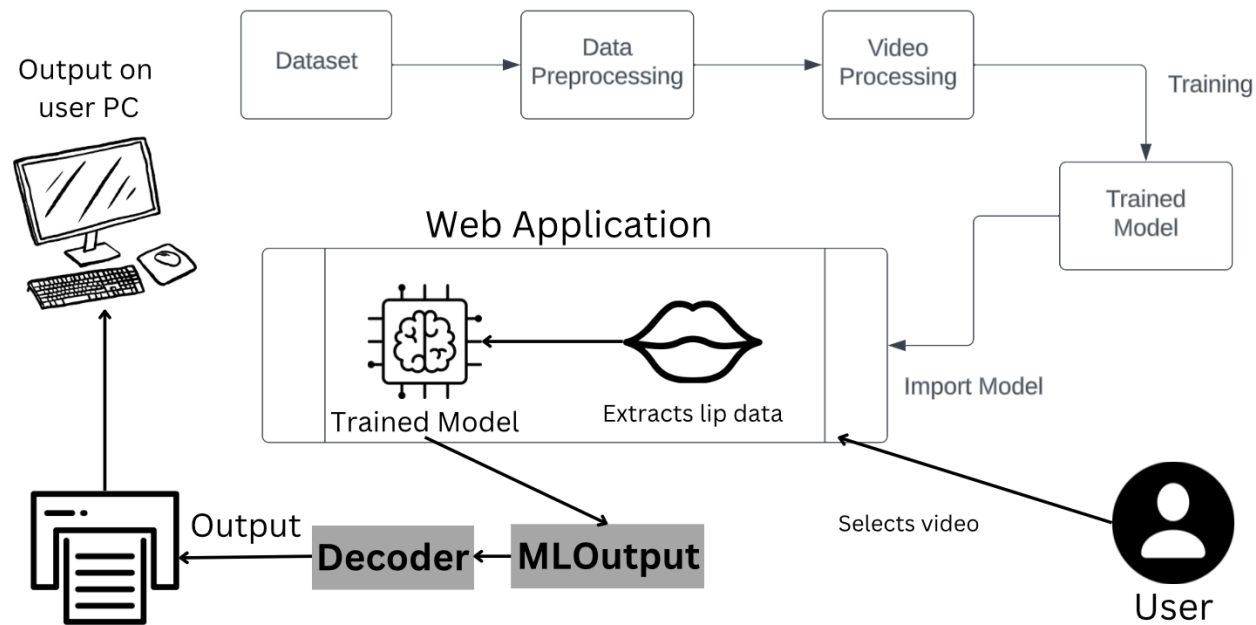 Dataset
Data
Preprocessing
Video
Processing
Training
Output on
user PC
Trained
Model
Web Application
Import Model
Trained Model
Extracts lip data
Selects video
Output
Decoder
MLOutput
User